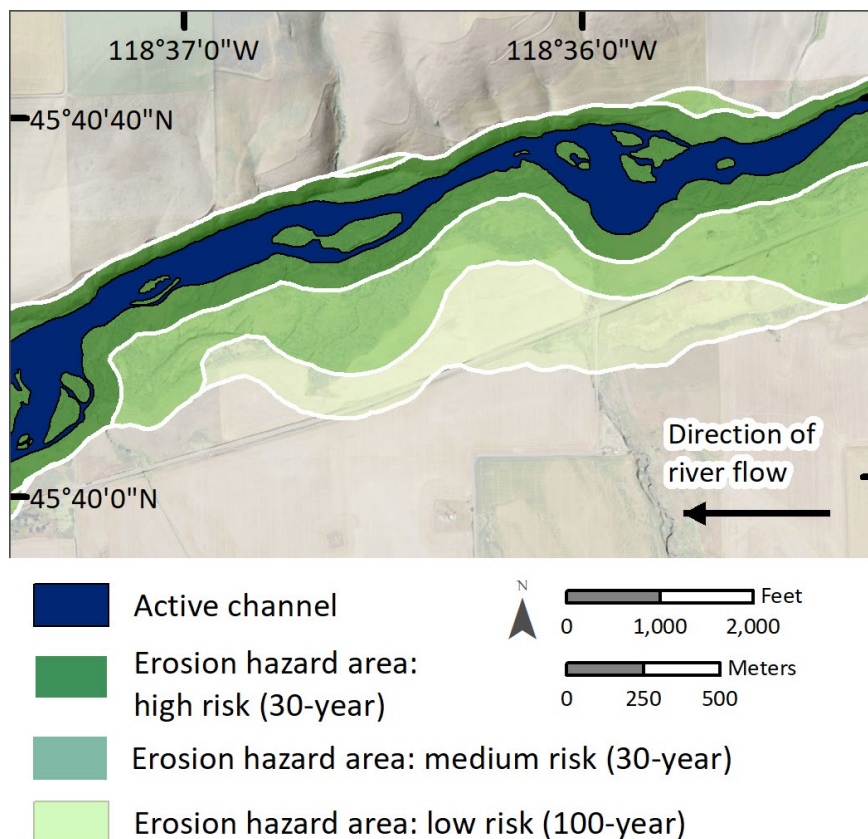 118°37'0"W 118°36'0"W
45°40'40"N
Direction of
river flow
45°40'0"N
Active channel
N
Feet
0 1,000 2,000
Erosion hazard area:
high risk (30-year)
Meters
0 250 500
Erosion hazard area: medium risk (30-year)
Erosion hazard area: low risk (100-year)